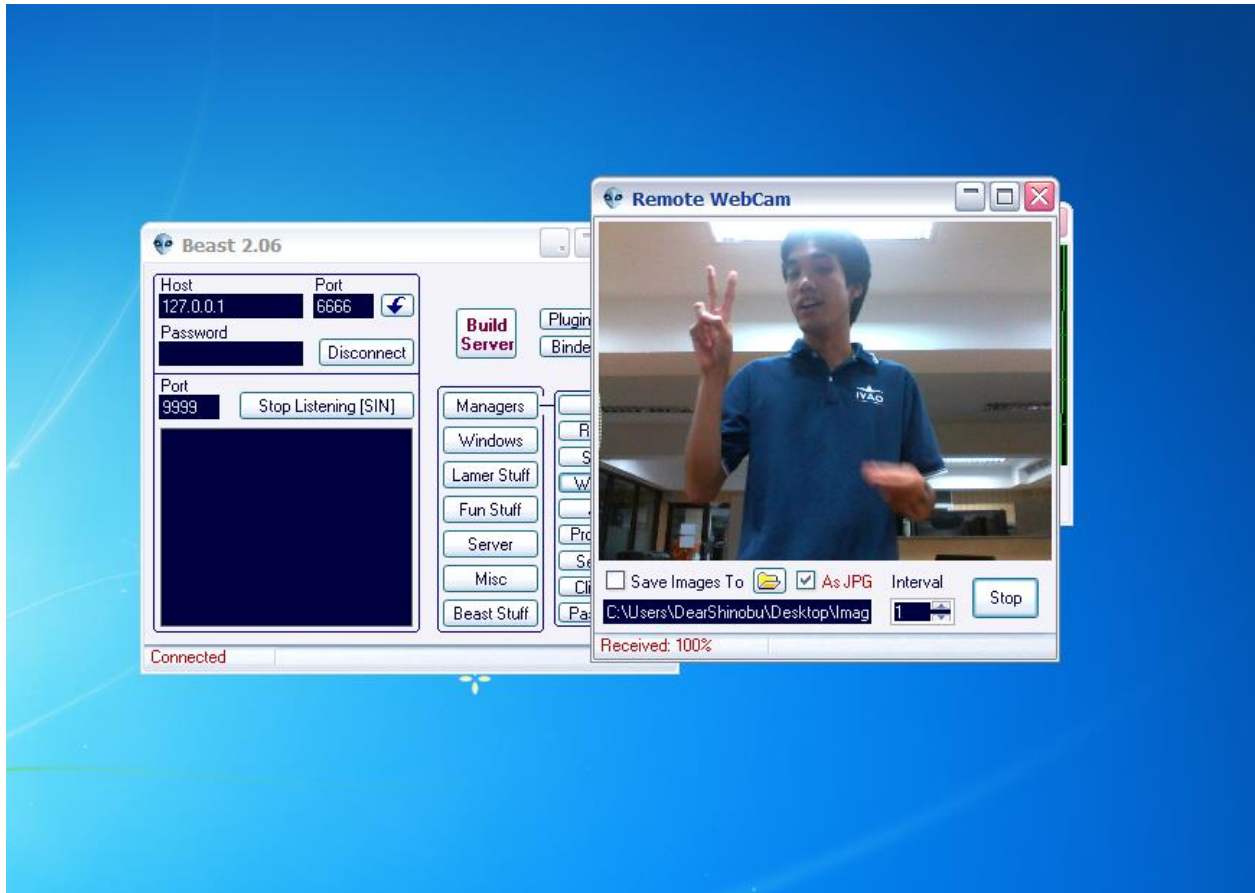 Beast 2.06
Host Port
127.0.0.1 6666
Password
Disconnect
Port
9999 Stop Listening [SIN]
Build
Server
Managers
Windows
Lamer Stuff
Fun Stuff
Server
Misc
Beast Stuff
Connected
Remote WebCam
Save Images To As JPG Interval
C:\Users\DearShinobu\Desktop\Imag 1 Stop
Received: 100%